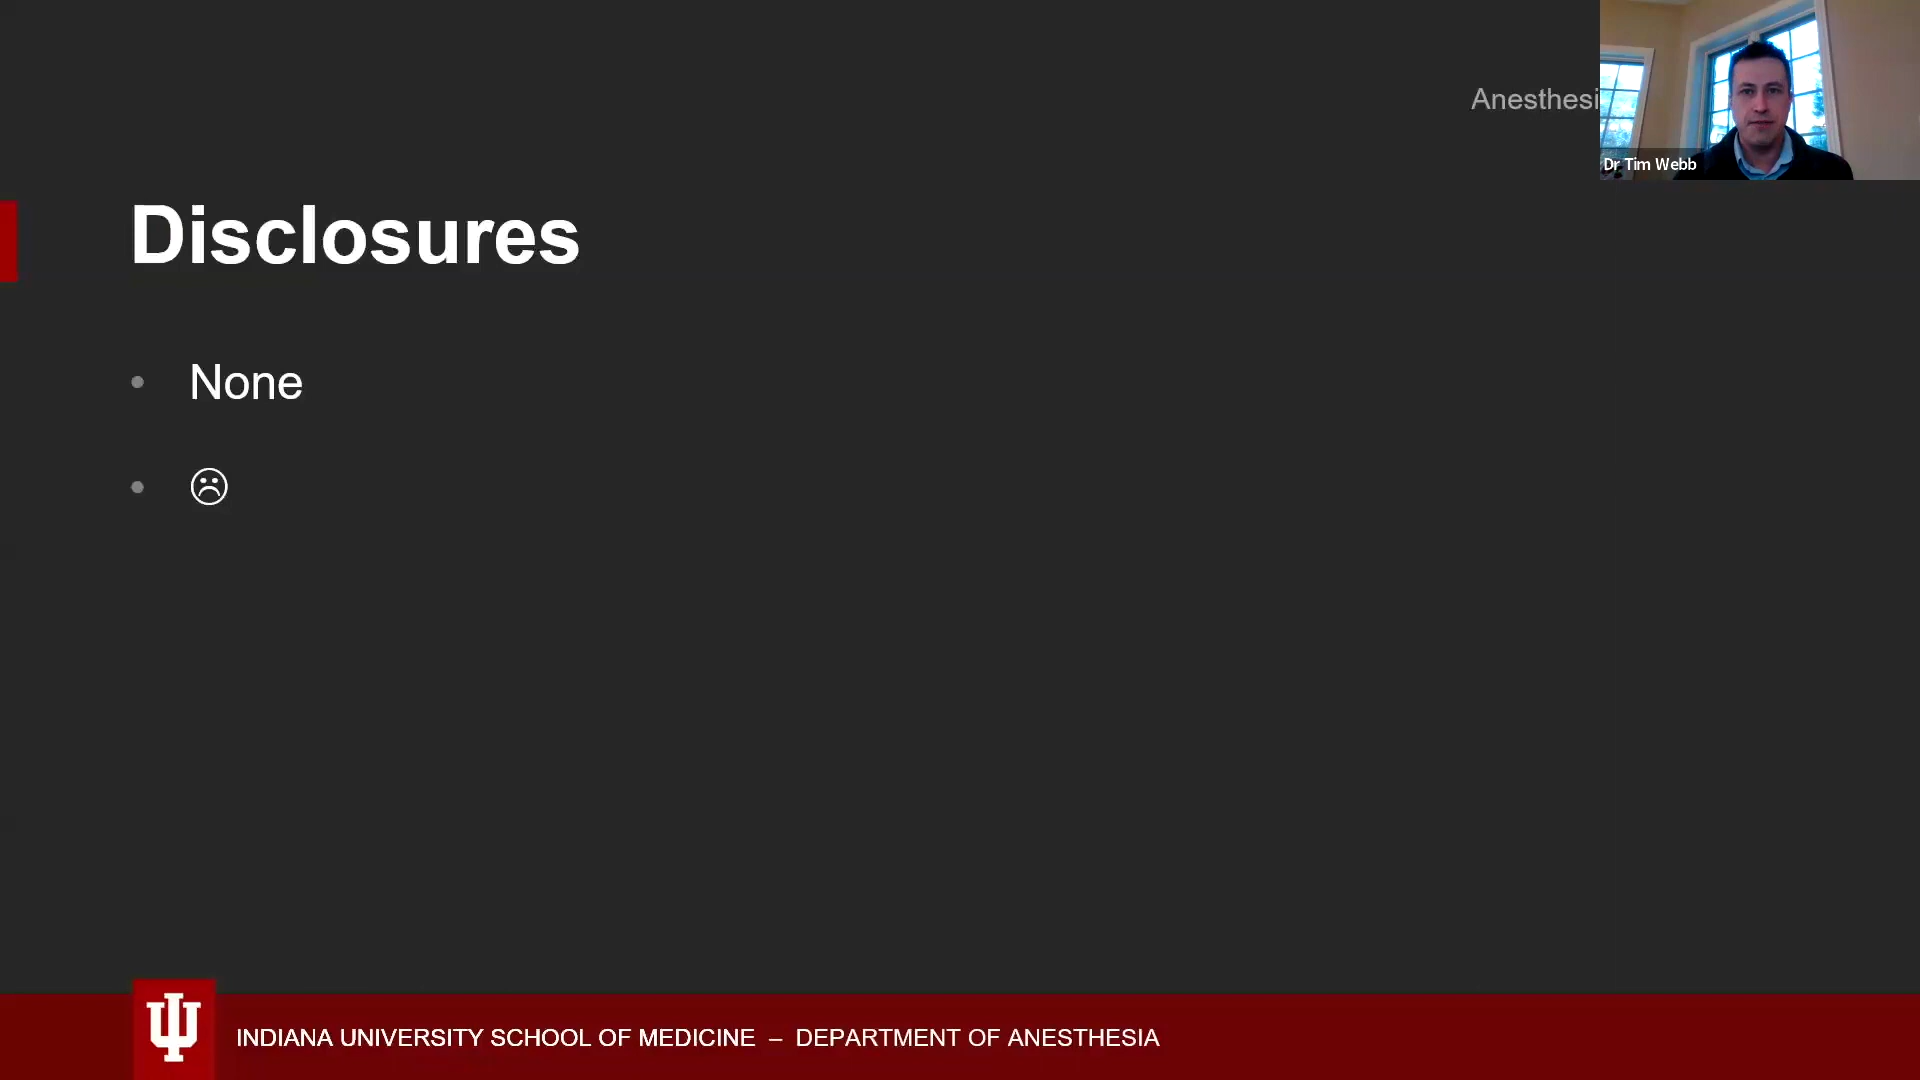 Anesthesi
Dr Tim Webb
Disclosures
• None
• ☹
INDIANA UNIVERSITY SCHOOL OF MEDICINE – DEPARTMENT OF ANESTHESIA